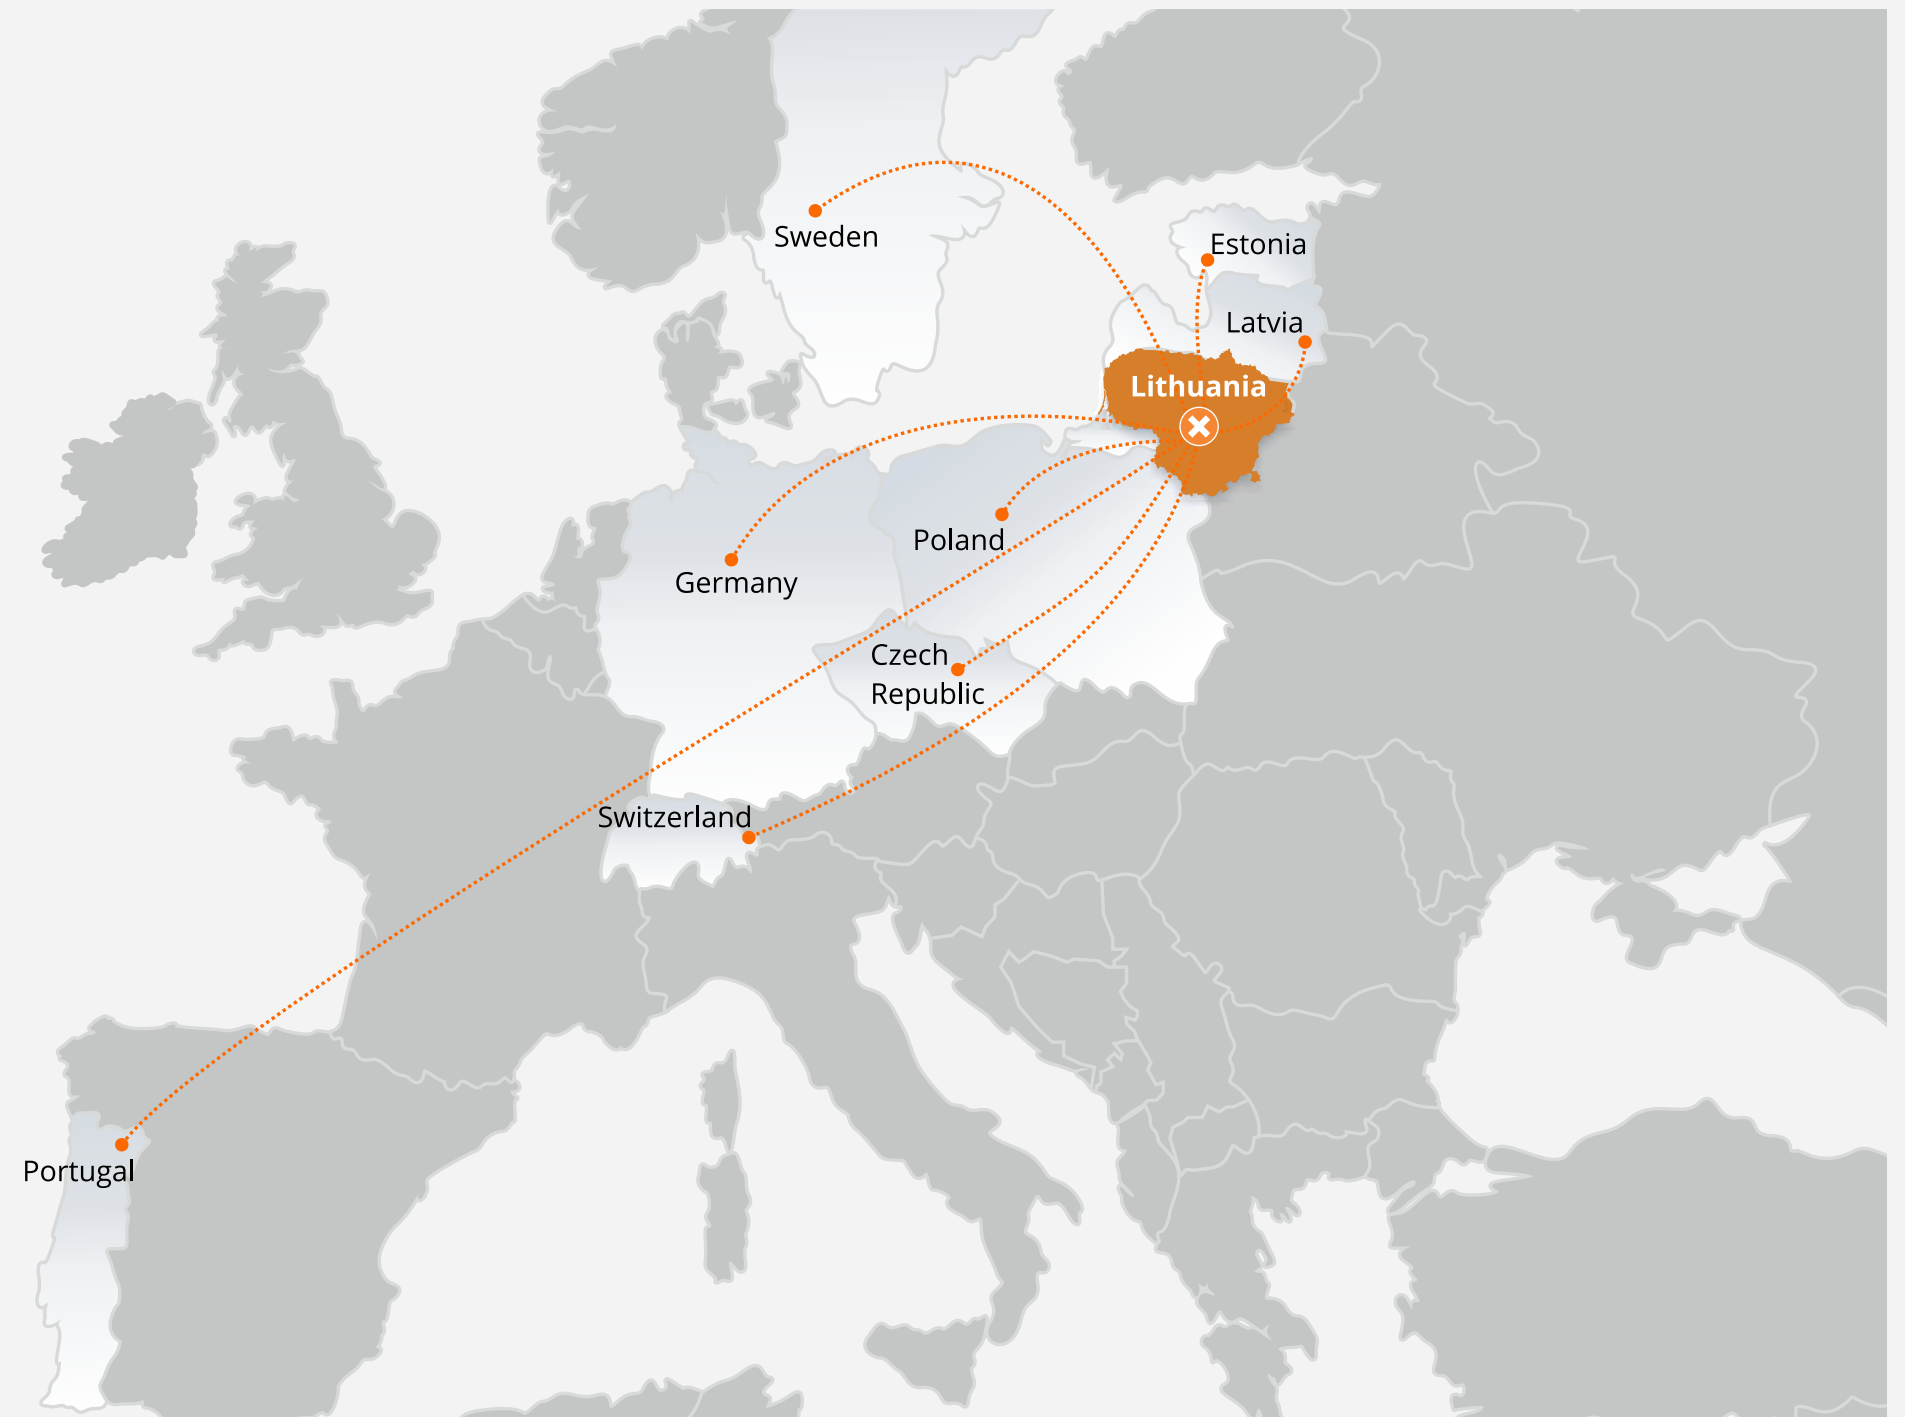 Sweden
Estonia
Latvia
Lithuania
Poland
Germany
Czech
Republic
Switzerland
Portugal